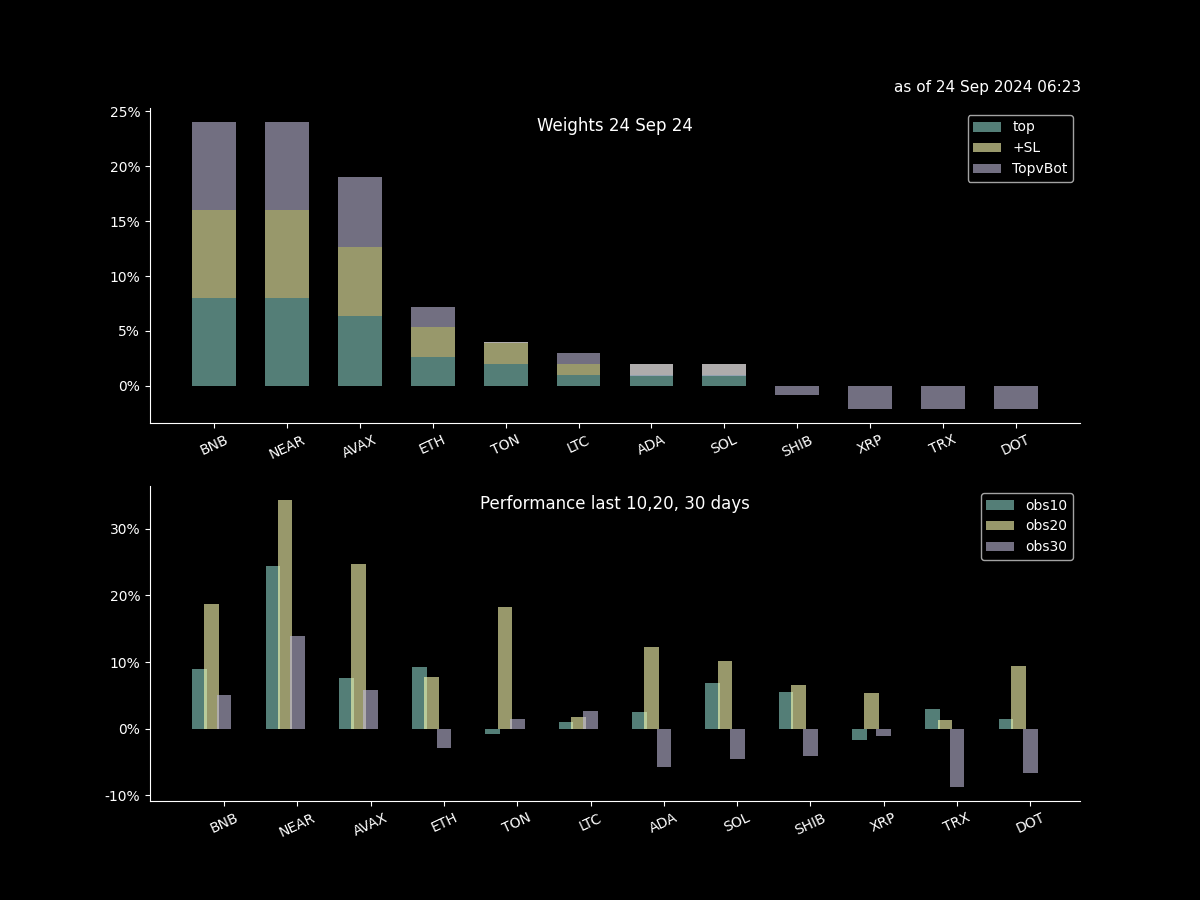 as of 24 Sep 2024 06:23
Weights 24 Sep 24
top
+SL
TopvBot
25%
20%
15%
10%
5%
0%
BNB NEAR AVAX ETH TON LTC ADA SOL SHIB XRP TRX DOT
Performance last 10,20, 30 days
obs10
obs20
obs30
30%
20%
10%
0%
-10%
BNB NEAR AVAX ETH TON LTC ADA SOL SHIB XRP TRX DOT